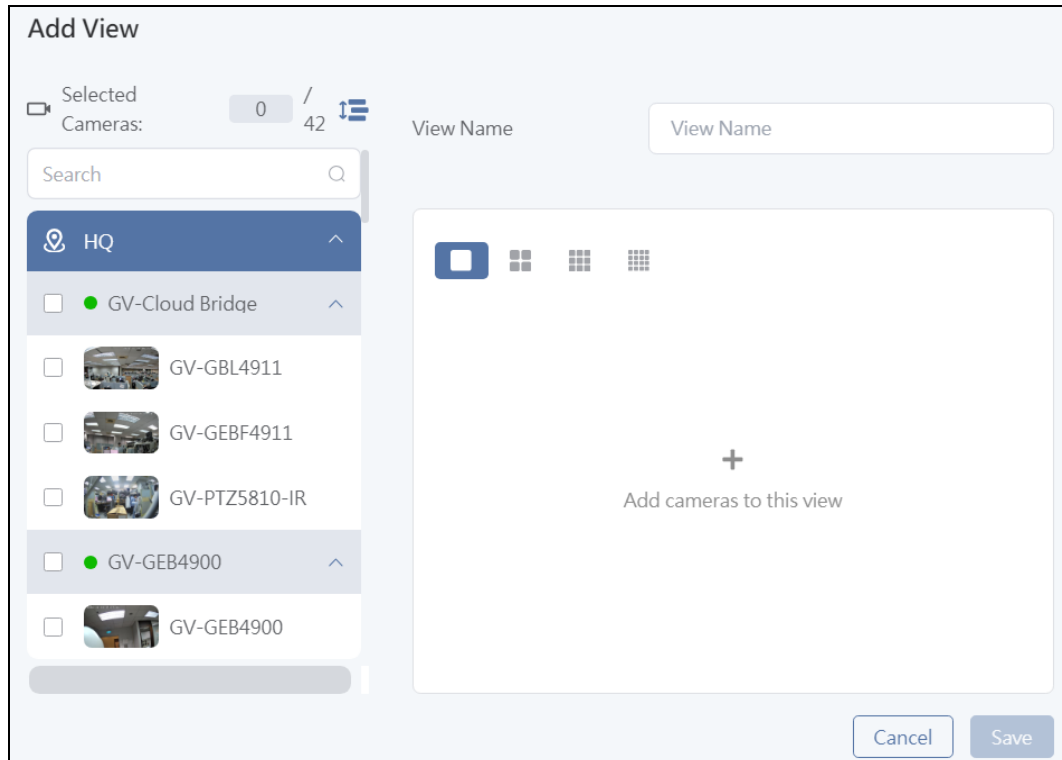 Add View
Selected
Cameras:
0
/
42
View Name
View Name
Search
HQ
GV-Cloud Bridge
GV-GBL4911
GV-GEBF4911
GV-PTZ5810-IR
GV-GEB4900
GV-GEB4900
Add cameras to this view
Cancel
Save